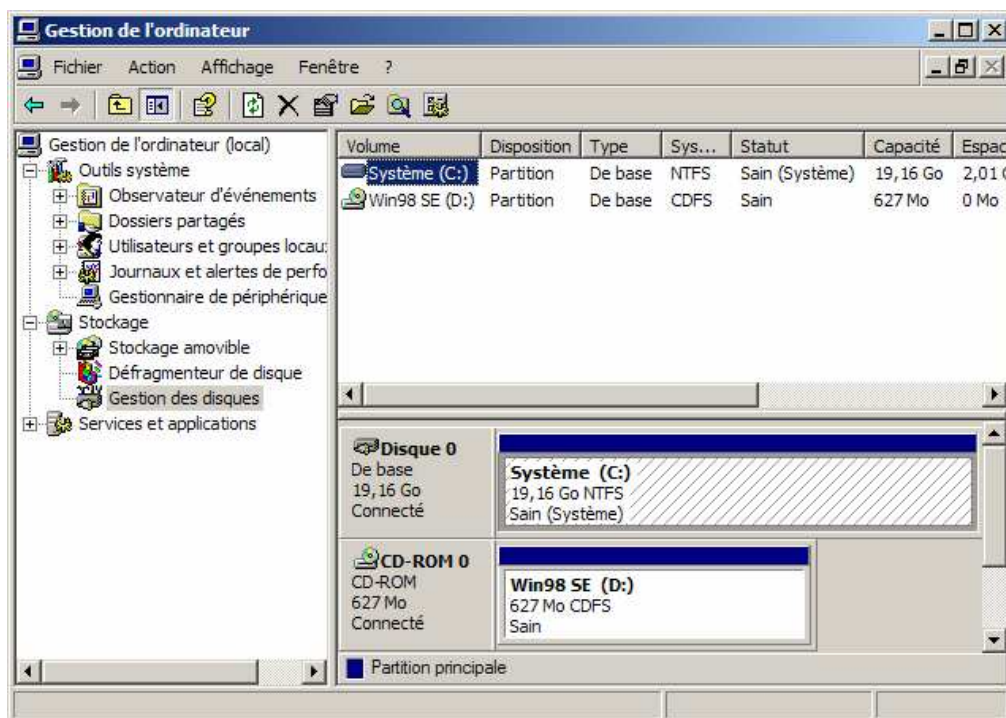 Gestion de l'ordinateur
Fichier Action Affichage Fenêtre ?
Gestion de l'ordinateur (local)
Outils système
Observateur d'événements
Dossiers partagés
Utilisateurs et groupes locau
Journaux et alertes de perfo
Gestionnaire de périphérique
Stockage
Stockage amovible
Défragmenteur de disque
Gestion des disques
Services et applications
Volume Disposition Type Sys... Statut Capacité Espac
Système (C:) Partition De base NTFS Sain (Système) 19,16 Go 2,01
Win98 SE (D:) Partition De base CDFS Sain 627 Mo 0 Mo
Disque 0
De base
19,16 Go
Connecté
Système (C:)
19,16 Go NTFS
Sain (Système)
CD-ROM 0
CD-ROM
627 Mo
Connecté
Win98 SE (D:)
627 Mo CDFS
Sain
Partition principale